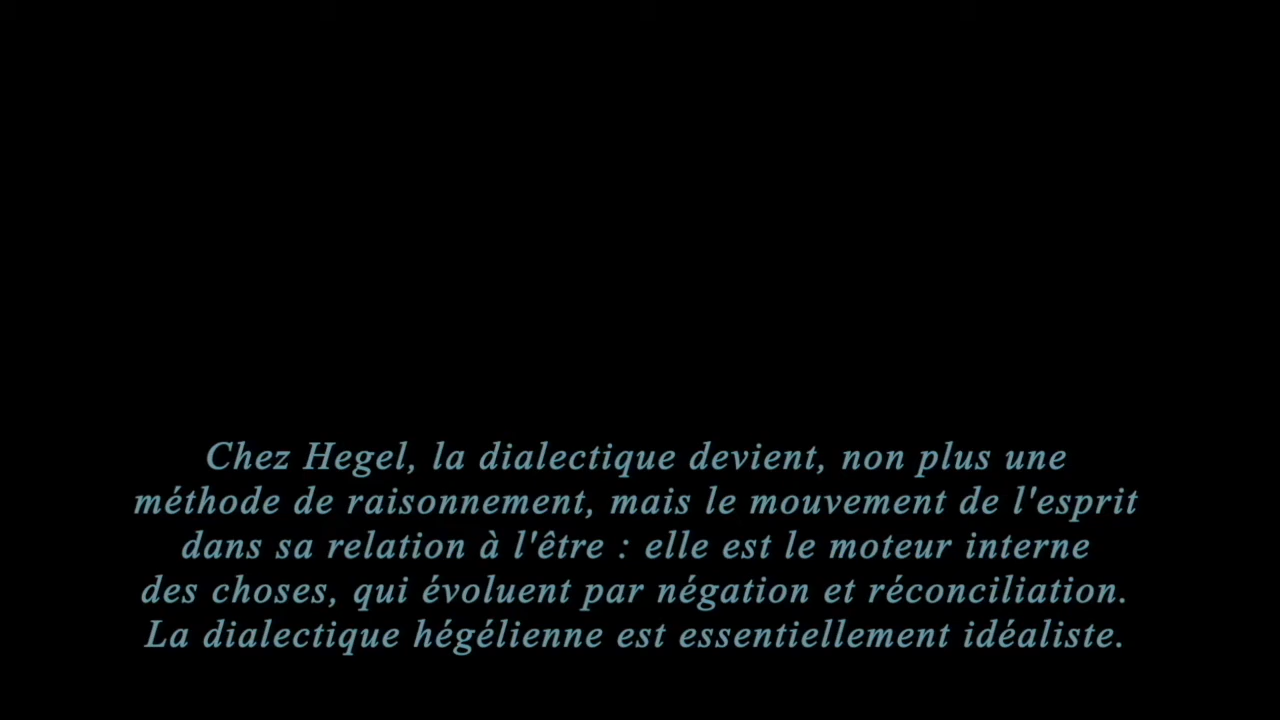 Chez Hegel, la dialectique devient, non plus une
méthode de raisonnement, mais le mouvement de l'esprit
dans sa relation à l'être : elle est le moteur interne
des choses, qui évoluent par négation et réconciliation.
La dialectique hégélienne est essentiellement idéaliste.